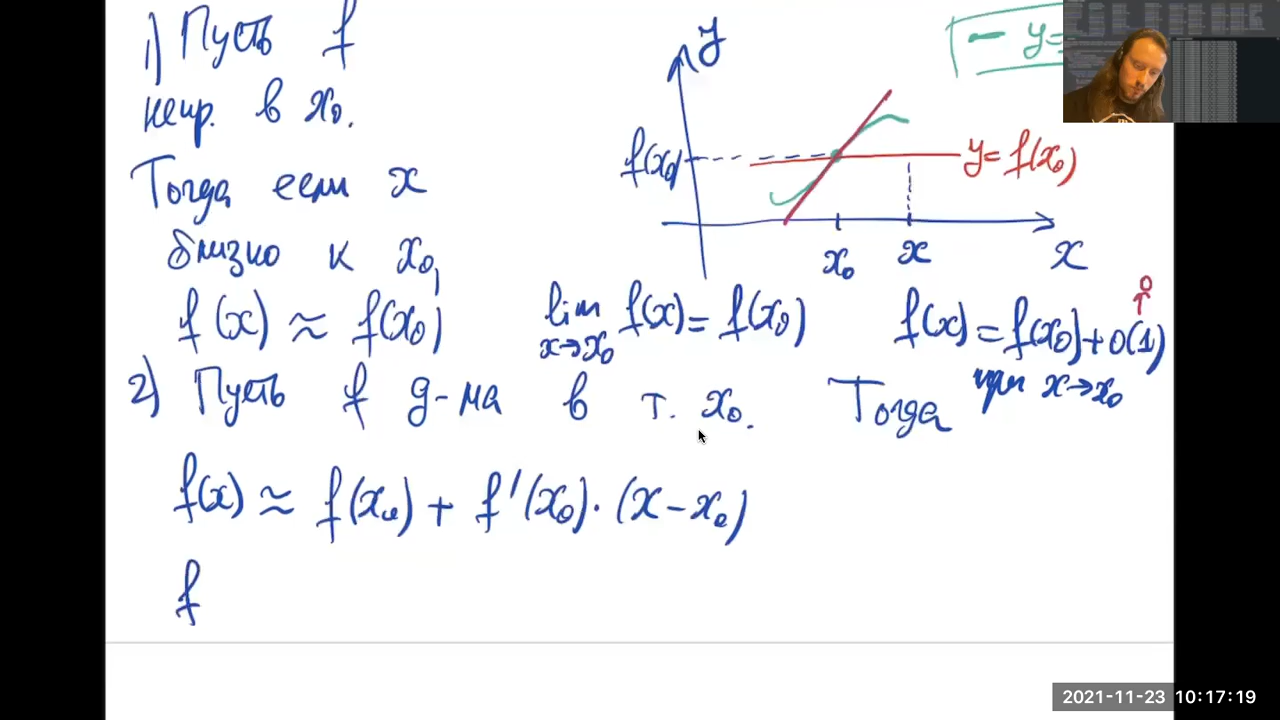 1) Пусть f
непр. в x₀.
Тогда если x
близко к x₀,
f(x) ≈ f(x₀)
y
— y=
f(x₀)
y=f(x₀)
x₀ x x
lim f(x) = f(x₀)
x→x₀
0
↑
f(x) = f(x₀) + o(1)
при x→x₀
2) Пусть f д-ма в т. x₀. Тогда
f(x) ≈ f(x₀) + f'(x₀)·(x−x₀)
f
2021-11-23 10:17:19